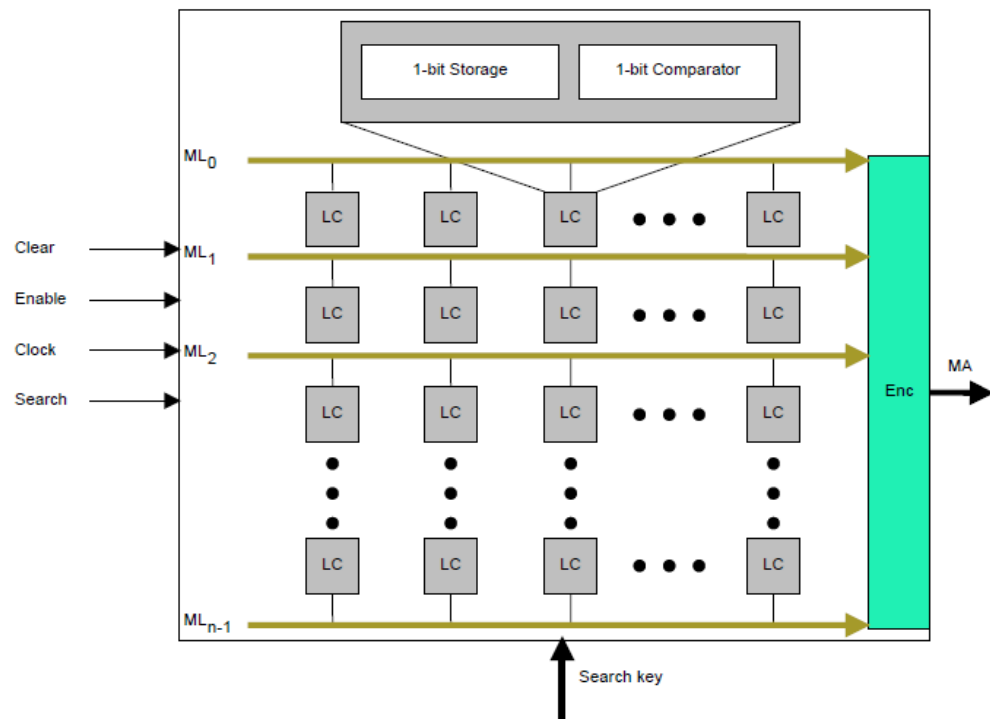 1-bit Storage 1-bit Comparator
ML0
LC LC LC LC
Clear
ML1
Enable
LC LC LC LC
Clock
ML2
MA
Enc
Search
LC LC LC LC
LC LC LC LC
MLn-1
Search key